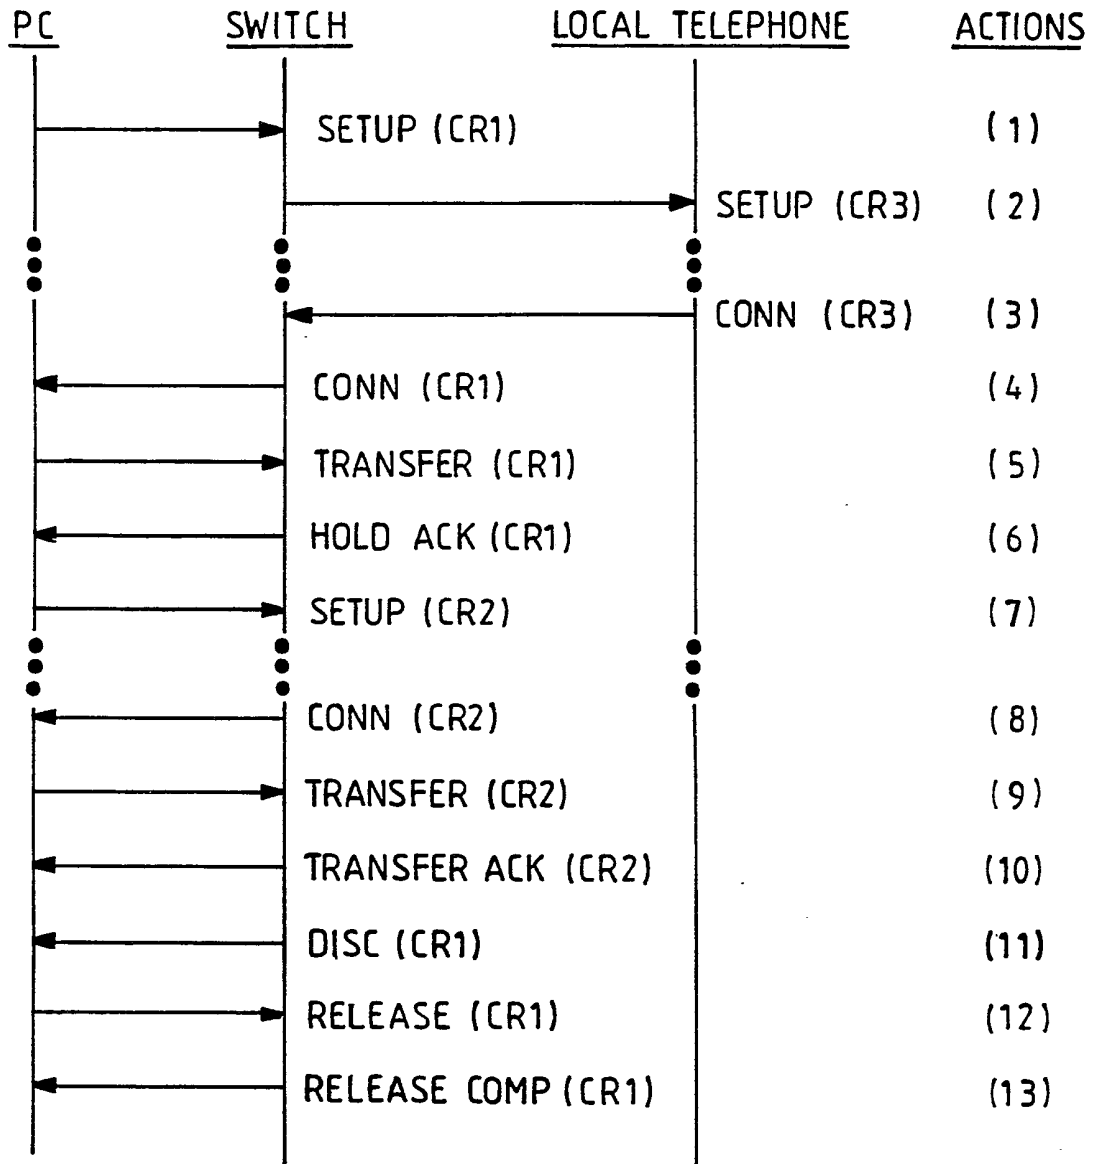 PC SWITCH LOCAL TELEPHONE ACTIONS
SETUP (CR1) (1)
SETUP (CR3) (2)
CONN (CR3) (3)
CONN (CR1) (4)
TRANSFER (CR1) (5)
HOLD ACK (CR1) (6)
SETUP (CR2) (7)
CONN (CR2) (8)
TRANSFER (CR2) (9)
TRANSFER ACK (CR2) (10)
DISC (CR1) (11)
RELEASE (CR1) (12)
RELEASE COMP (CR1) (13)